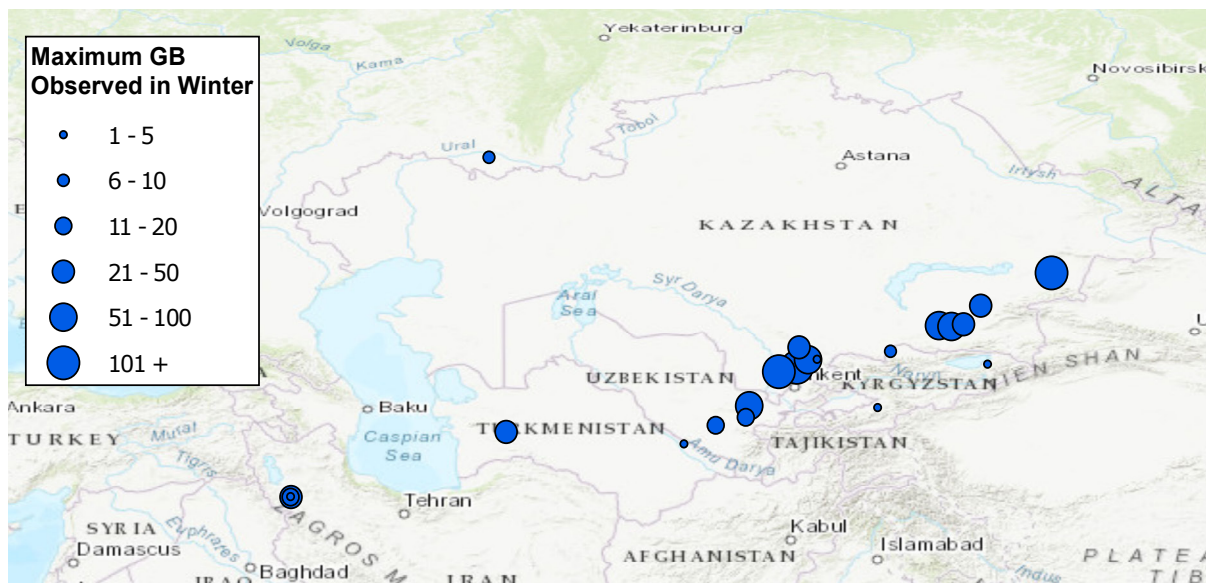 Maximum GB
Observed in Winter
1 - 5
6 - 10
11 - 20
21 - 50
51 - 100
101 +
Yekaterinburg
Volga
Kama
Novosibirsk
Tobol
Ural
Astana
Irtysh
ALTA
Volgograd
KAZAKHSTAN
Syr Darya
Aral
Sea
UZBEKISTAN
hkent
Naryn
KYRGYZSTAN
TIEN SHAN
Ankara
Baku
TURKEY
Murat
Caspian
Sea
TURKMENISTAN
TAJIKISTAN
Amu Darya
Tigris
Tehran
ZAGROS M
SYRIA
Euphrates
Kabul
Damascus
Islamabad
AFGHANISTAN
PLATEA
TIB
Baghdad
IRAQ
IRAN
Indus